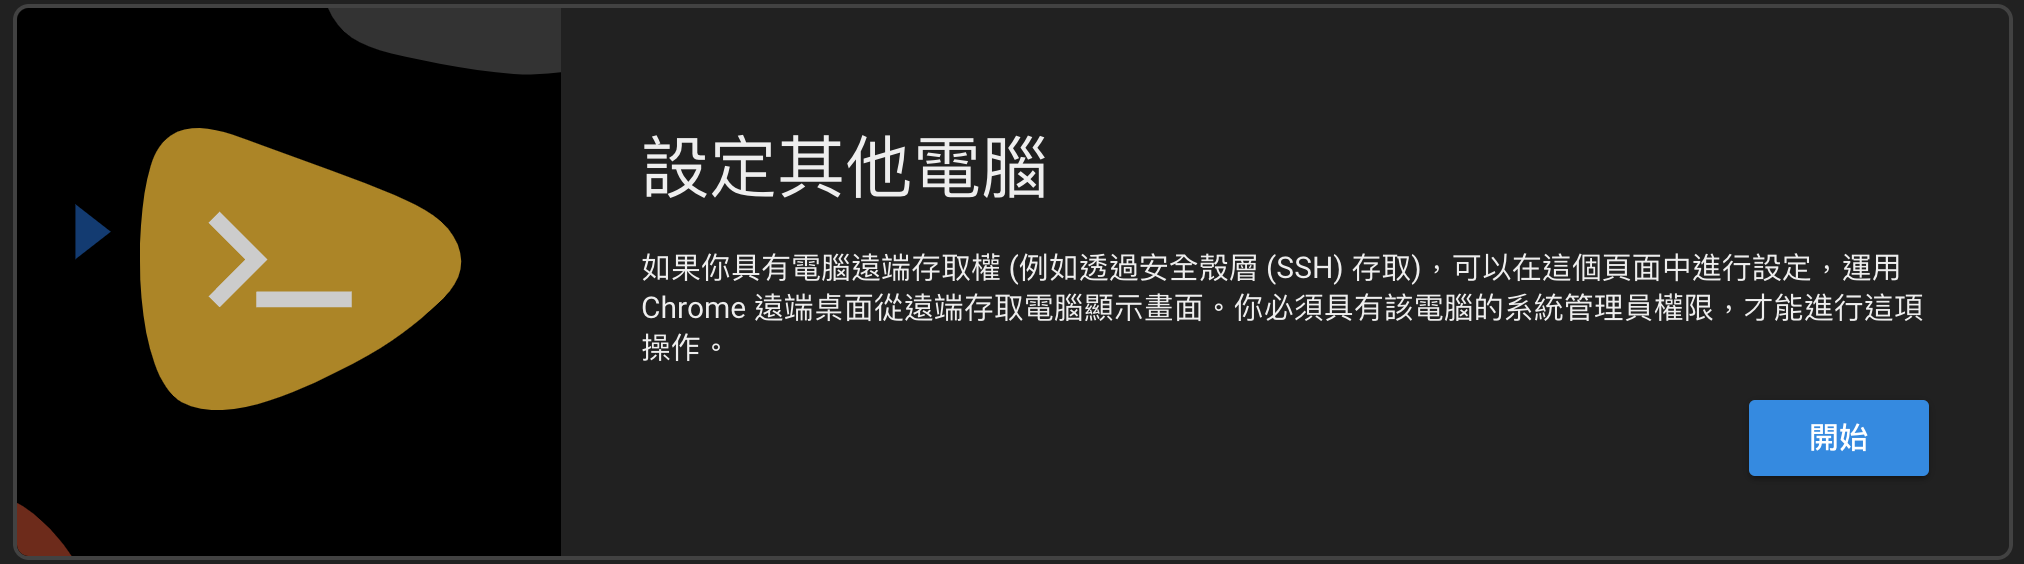 設定其他電腦
如果你具有電腦遠端存取權 (例如透過安全殼層 (SSH) 存取)，可以在這個頁面中進行設定，運用
Chrome 遠端桌面從遠端存取電腦顯示畫面。你必須具有該電腦的系統管理員權限，才能進行這項
操作。
開始